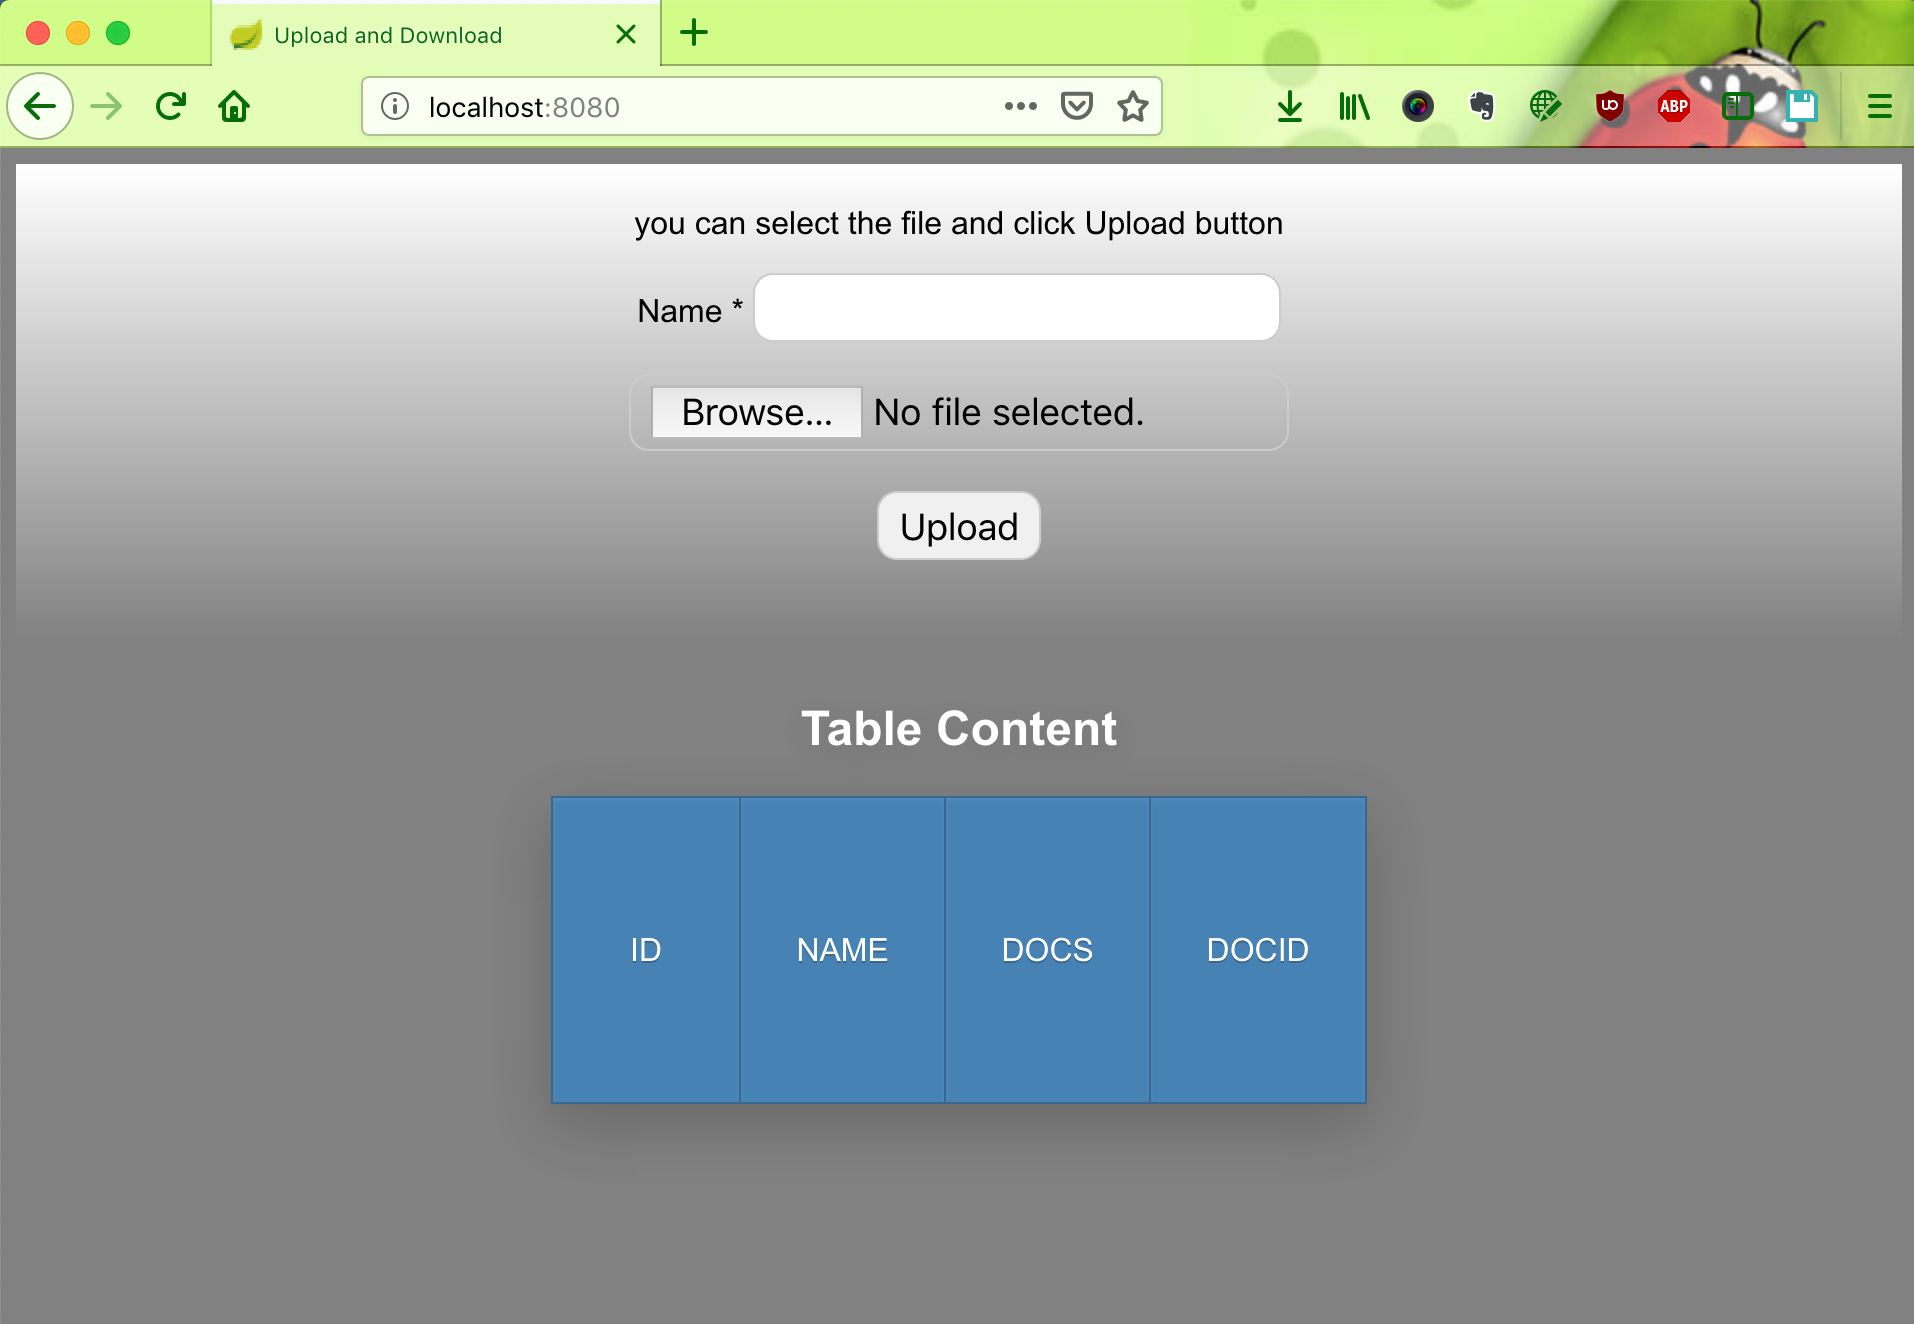 Upload and Download
localhost:8080
UO
ABP
you can select the file and click Upload button
Name *
Browse... No file selected.
Upload
Table Content
ID NAME DOCS DOCID